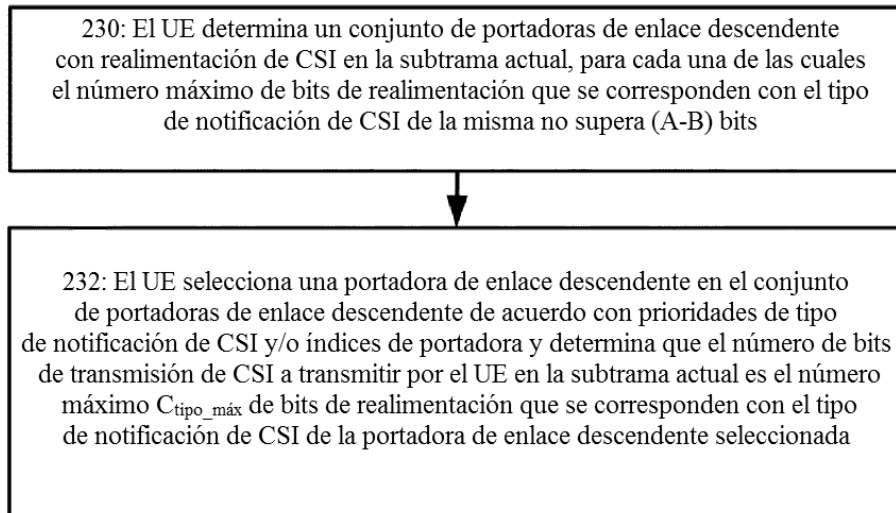 230: El UE determina un conjunto de portadoras de enlace descendente
con realimentación de CSI en la subtrama actual, para cada una de las cuales
el número máximo de bits de realimentación que se corresponden con el tipo
de notificación de CSI de la misma no supera (A-B) bits
232: El UE selecciona una portadora de enlace descendente en el conjunto
de portadoras de enlace descendente de acuerdo con prioridades de tipo
de notificación de CSI y/o índices de portadora y determina que el número de bits
de transmisión de CSI a transmitir por el UE en la subtrama actual es el número
máximo Ctipo_máx de bits de realimentación que se corresponden con el tipo
de notificación de CSI de la portadora de enlace descendente seleccionada